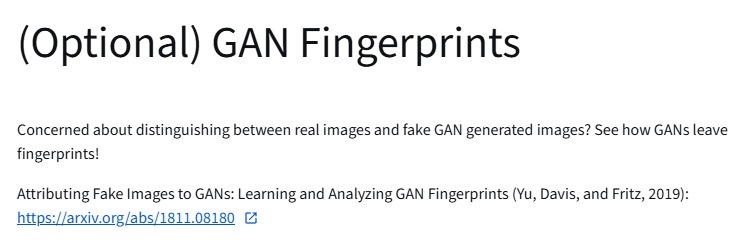 (Optional) GAN Fingerprints
Concerned about distinguishing between real images and fake GAN generated images? See how GANs leave
fingerprints!
Attributing Fake Images to GANs: Learning and Analyzing GAN Fingerprints (Yu, Davis, and Fritz, 2019):
https://arxiv.org/abs/1811.08180